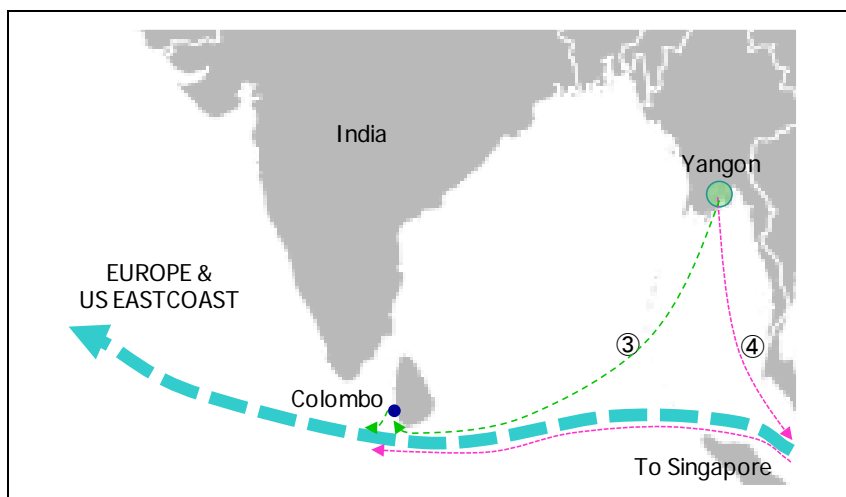 India
Yangon
EUROPE &
US EASTCOAST
③
④
Colombo
To Singapore